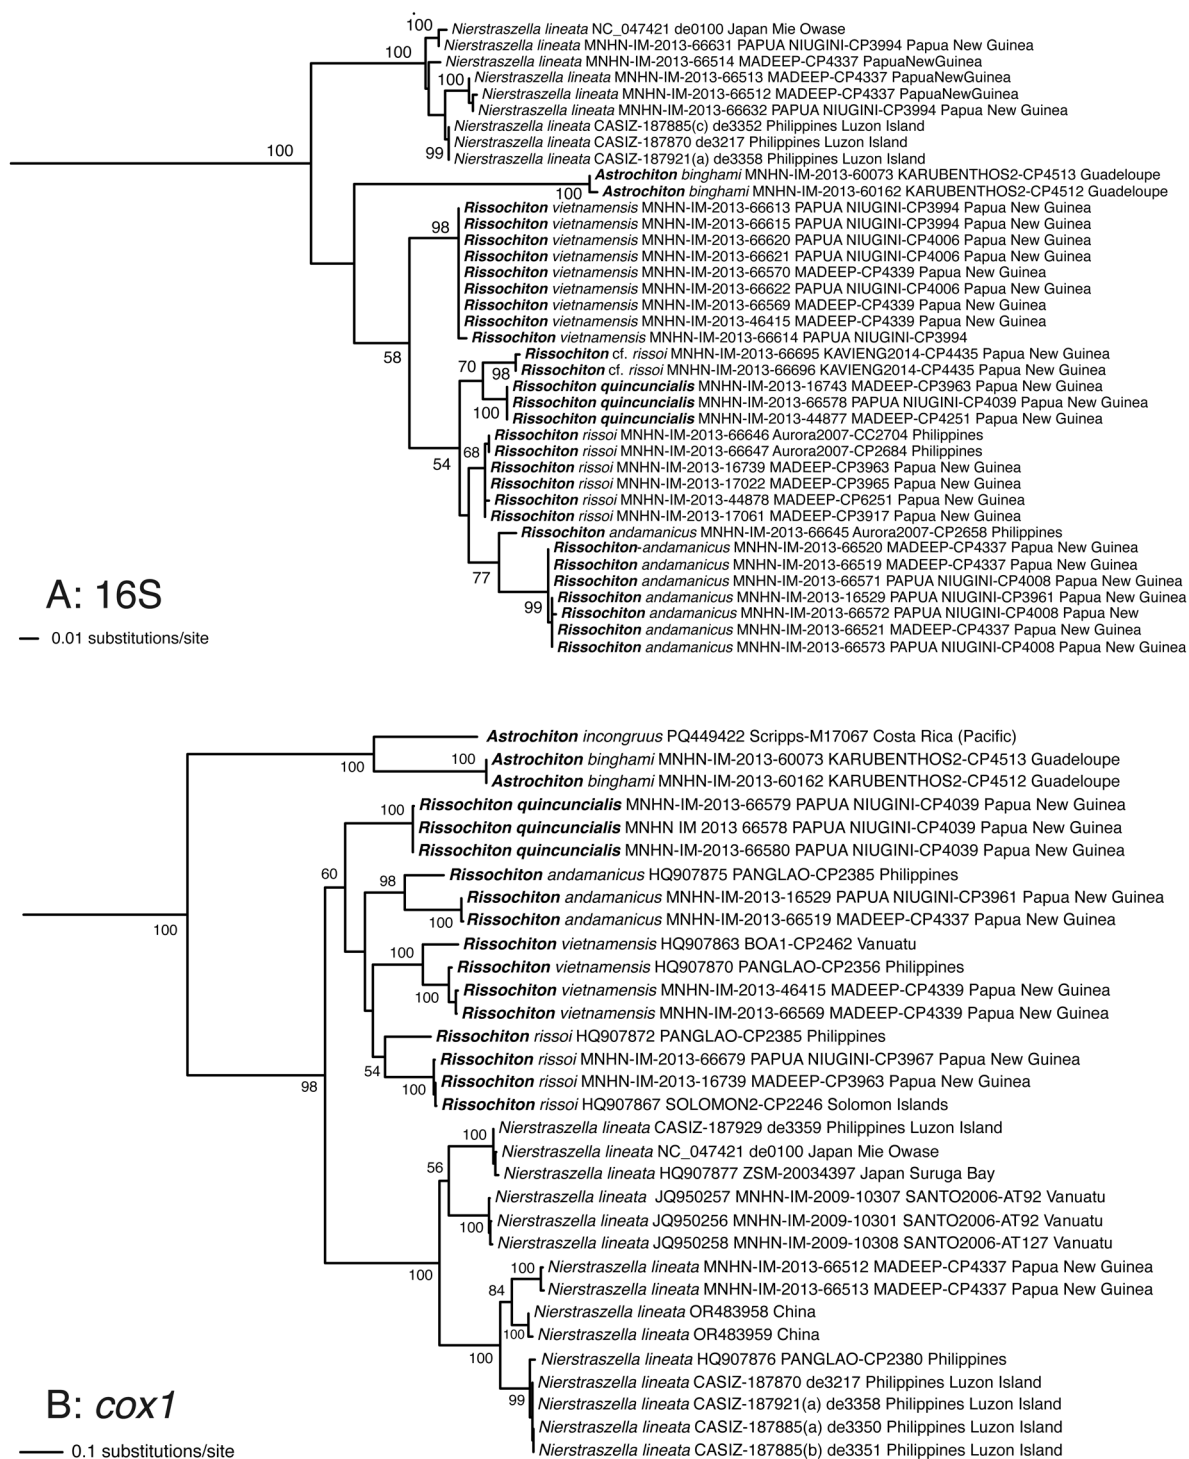 100 Nierstraszella lineata NC_047421 de0100 Japan Mie Owase
Nierstraszella lineata MNHN-IM-2013-66631 PAPUA NIUGINI-CP3994 Papua New Guinea
100
Nierstraszella lineata MNHN-IM-2013-66514 MADEEP-CP4337 PapuaNewGuinea
100 Nierstraszella lineata MNHN-IM-2013-66513 MADEEP-CP4337 PapuaNewGuinea
Nierstraszella lineata MNHN-IM-2013-66512 MADEEP-CP4337 PapuaNewGuinea
Nierstraszella lineata MNHN-IM-2013-66632 PAPUA NIUGINI-CP3994 Papua New Guinea
Nierstraszella lineata CASIZ-187885(c) de3352 Philippines Luzon Island
Nierstraszella lineata CASIZ-187870 de3217 Philippines Luzon Island
100
99 Nierstraszella lineata CASIZ-187921(a) de3358 Philippines Luzon Island
Astrochiton binghami MNHN-IM-2013-60073 KARUBENTHOS2-CP4513 Guadeloupe
100 Astrochiton binghami MNHN-IM-2013-60162 KARUBENTHOS2-CP4512 Guadeloupe
Rissochiton vietnamensis MNHN-IM-2013-66613 PAPUA NIUGINI-CP3994 Papua New Guinea
98 Rissochiton vietnamensis MNHN-IM-2013-66615 PAPUA NIUGINI-CP3994 Papua New Guinea
Rissochiton vietnamensis MNHN-IM-2013-66620 PAPUA NIUGINI-CP4006 Papua New Guinea
Rissochiton vietnamensis MNHN-IM-2013-66621 PAPUA NIUGINI-CP4006 Papua New Guinea
Rissochiton vietnamensis MNHN-IM-2013-66570 MADEEP-CP4339 Papua New Guinea
Rissochiton vietnamensis MNHN-IM-2013-66622 PAPUA NIUGINI-CP4006 Papua New Guinea
Rissochiton vietnamensis MNHN-IM-2013-66569 MADEEP-CP4339 Papua New Guinea
Rissochiton vietnamensis MNHN-IM-2013-46415 MADEEP-CP4339 Papua New Guinea
Rissochiton vietnamensis MNHN-IM-2013-66614 PAPUA NIUGINI-CP3994
58
Rissochiton cf. rissoi MNHN-IM-2013-66695 KAVIENG2014-CP4435 Papua New Guinea
70 98 Rissochiton cf. rissoi MNHN-IM-2013-66696 KAVIENG2014-CP4435 Papua New Guinea
Rissochiton quincuncialis MNHN-IM-2013-16743 MADEEP-CP3963 Papua New Guinea
Rissochiton quincuncialis MNHN-IM-2013-66578 PAPUA NIUGINI-CP4039 Papua New Guinea
100 Rissochiton quincuncialis MNHN-IM-2013-44877 MADEEP-CP4251 Papua New Guinea
Rissochiton rissoi MNHN-IM-2013-66646 Aurora2007-CC2704 Philippines
68 Rissochiton rissoi MNHN-IM-2013-66647 Aurora2007-CP2684 Philippines
54 Rissochiton rissoi MNHN-IM-2013-16739 MADEEP-CP3963 Papua New Guinea
Rissochiton rissoi MNHN-IM-2013-17022 MADEEP-CP3965 Papua New Guinea
Rissochiton rissoi MNHN-IM-2013-44878 MADEEP-CP6251 Papua New Guinea
Rissochiton rissoi MNHN-IM-2013-17061 MADEEP-CP3917 Papua New Guinea
Rissochiton andamanicus MNHN-IM-2013-66645 Aurora2007-CP2658 Philippines
Rissochiton-andamanicus MNHN-IM-2013-66520 MADEEP-CP4337 Papua New Guinea
Rissochiton andamanicus MNHN-IM-2013-66519 MADEEP-CP4337 Papua New Guinea
77 Rissochiton andamanicus MNHN-IM-2013-66571 PAPUA NIUGINI-CP4008 Papua New Guinea
Rissochiton andamanicus MNHN-IM-2013-16529 PAPUA NIUGINI-CP3961 Papua New Guinea
99 Rissochiton andamanicus MNHN-IM-2013-66572 PAPUA NIUGINI-CP4008 Papua New
Rissochiton andamanicus MNHN-IM-2013-66521 MADEEP-CP4337 Papua New Guinea
Rissochiton andamanicus MNHN-IM-2013-66573 PAPUA NIUGINI-CP4008 Papua New Guinea
A: 16S
0.01 substitutions/site
Astrochiton incongruus PQ449422 Scripps-M17067 Costa Rica (Pacific)
100 100 Astrochiton binghami MNHN-IM-2013-60073 KARUBENTHOS2-CP4513 Guadeloupe
Astrochiton binghami MNHN-IM-2013-60162 KARUBENTHOS2-CP4512 Guadeloupe
100 Rissochiton quincuncialis MNHN-IM-2013-66579 PAPUA NIUGINI-CP4039 Papua New Guinea
Rissochiton quincuncialis MNHN IM 2013 66578 PAPUA NIUGINI-CP4039 Papua New Guinea
Rissochiton quincuncialis MNHN-IM-2013-66580 PAPUA NIUGINI-CP4039 Papua New Guinea
60 98 Rissochiton andamanicus HQ907875 PANGLAO-CP2385 Philippines
Rissochiton andamanicus MNHN-IM-2013-16529 PAPUA NIUGINI-CP3961 Papua New Guinea
100 Rissochiton andamanicus MNHN-IM-2013-66519 MADEEP-CP4337 Papua New Guinea
100
100 Rissochiton vietnamensis HQ907863 BOA1-CP2462 Vanuatu
Rissochiton vietnamensis HQ907870 PANGLAO-CP2356 Philippines
100 Rissochiton vietnamensis MNHN-IM-2013-46415 MADEEP-CP4339 Papua New Guinea
Rissochiton vietnamensis MNHN-IM-2013-66569 MADEEP-CP4339 Papua New Guinea
Rissochiton rissoi HQ907872 PANGLAO-CP2385 Philippines
Rissochiton rissoi MNHN-IM-2013-66679 PAPUA NIUGINI-CP3967 Papua New Guinea
54
98 100 Rissochiton rissoi MNHN-IM-2013-16739 MADEEP-CP3963 Papua New Guinea
Rissochiton rissoi HQ907867 SOLOMON2-CP2246 Solomon Islands
100 Nierstraszella lineata CASIZ-187929 de3359 Philippines Luzon Island
Nierstraszella lineata NC_047421 de0100 Japan Mie Owase
56 Nierstraszella lineata HQ907877 ZSM-20034397 Japan Suruga Bay
Nierstraszella lineata JQ950257 MNHN-IM-2009-10307 SANTO2006-AT92 Vanuatu
100 Nierstraszella lineata JQ950256 MNHN-IM-2009-10301 SANTO2006-AT92 Vanuatu
Nierstraszella lineata JQ950258 MNHN-IM-2009-10308 SANTO2006-AT127 Vanuatu
100 100 Nierstraszella lineata MNHN-IM-2013-66512 MADEEP-CP4337 Papua New Guinea
84 Nierstraszella lineata MNHN-IM-2013-66513 MADEEP-CP4337 Papua New Guinea
Nierstraszella lineata OR483958 China
100 Nierstraszella lineata OR483959 China
100 Nierstraszella lineata HQ907876 PANGLAO-CP2380 Philippines
Nierstraszella lineata CASIZ-187870 de3217 Philippines Luzon Island
99 Nierstraszella lineata CASIZ-187921(a) de3358 Philippines Luzon Island
Nierstraszella lineata CASIZ-187885(a) de3350 Philippines Luzon Island
Nierstraszella lineata CASIZ-187885(b) de3351 Philippines Luzon Island
B: cox1
0.1 substitutions/site